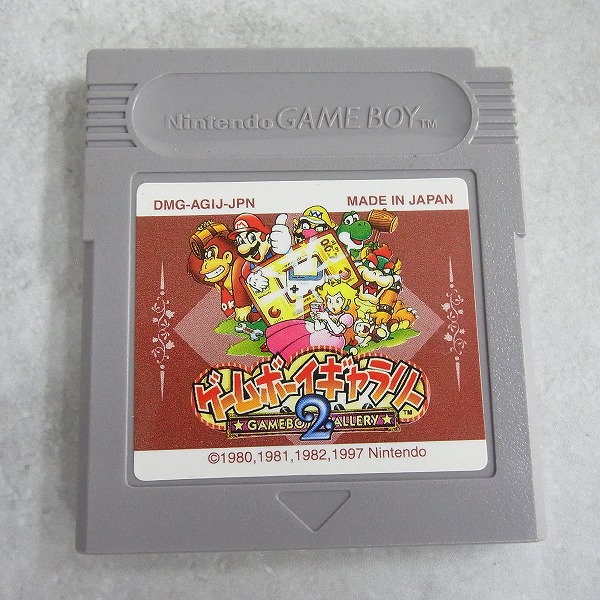 Nintendo GAME BOY TM
DMG-AGIJ-JPN MADE IN JAPAN
ゲームボーイギャラリー
2
TM
GAMEBOY GALLERY
©1980,1981,1982,1997 Nintendo